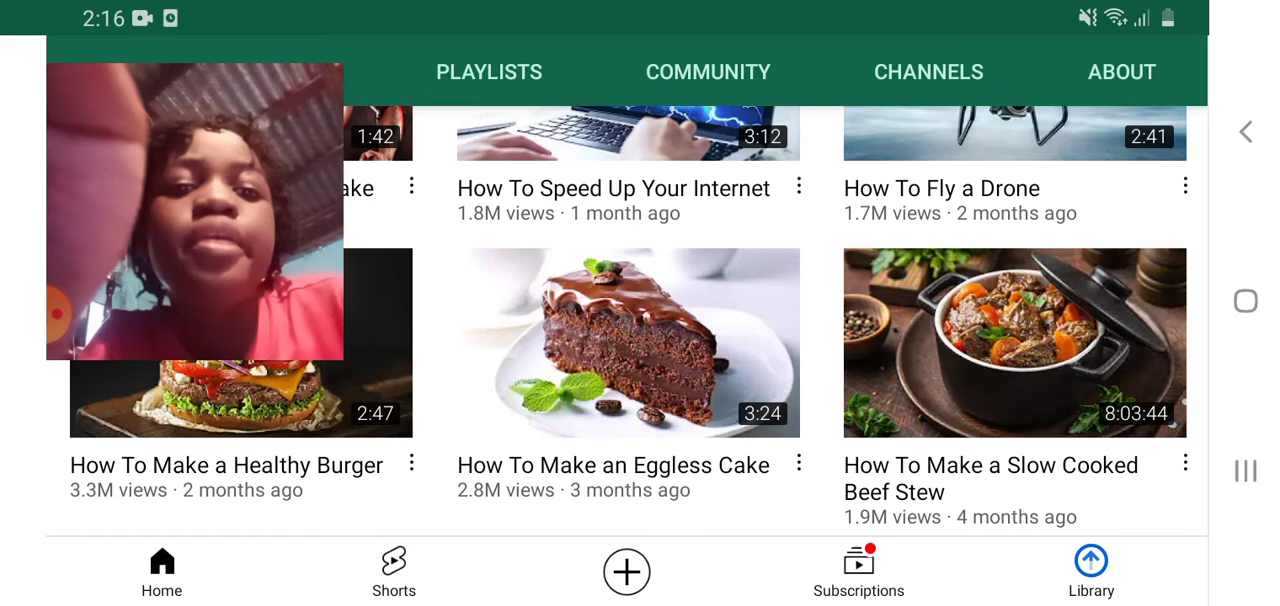 2:16
PLAYLISTS COMMUNITY CHANNELS ABOUT
1:42 3:12 2:41
ake How To Speed Up Your Internet How To Fly a Drone
1.8M views · 1 month ago 1.7M views · 2 months ago
2:47 3:24 8:03:44
How To Make a Healthy Burger How To Make an Eggless Cake How To Make a Slow Cooked
Beef Stew
3.3M views · 2 months ago 2.8M views · 3 months ago
1.9M views · 4 months ago
Home Shorts Subscriptions Library